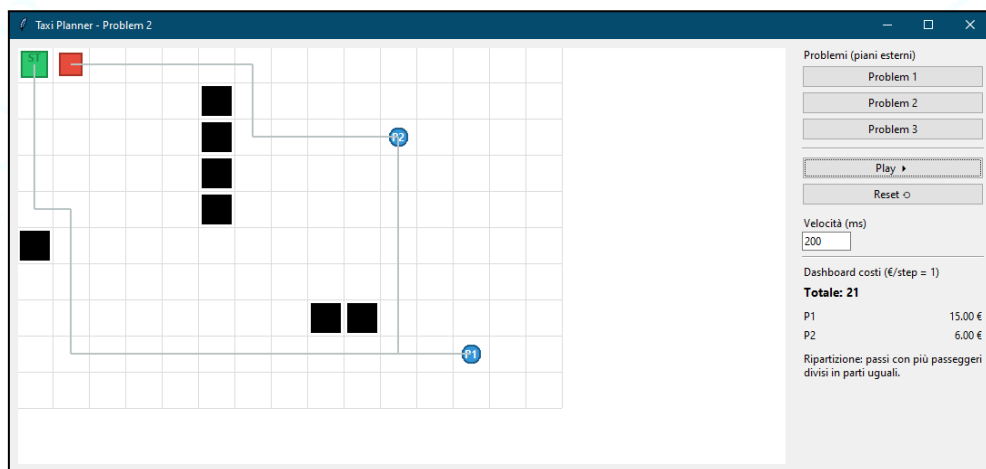 Taxi Planner - Problem 2
ST
P2
P1
Problemi (piani esterni)
Problem 1
Problem 2
Problem 3
Play
Reset
Velocità (ms)
200
Dashboard costi (€/step = 1)
Totale: 21
P1 15.00 €
P2 6.00 €
Ripartizione: passi con più passeggeri
divisi in parti uguali.